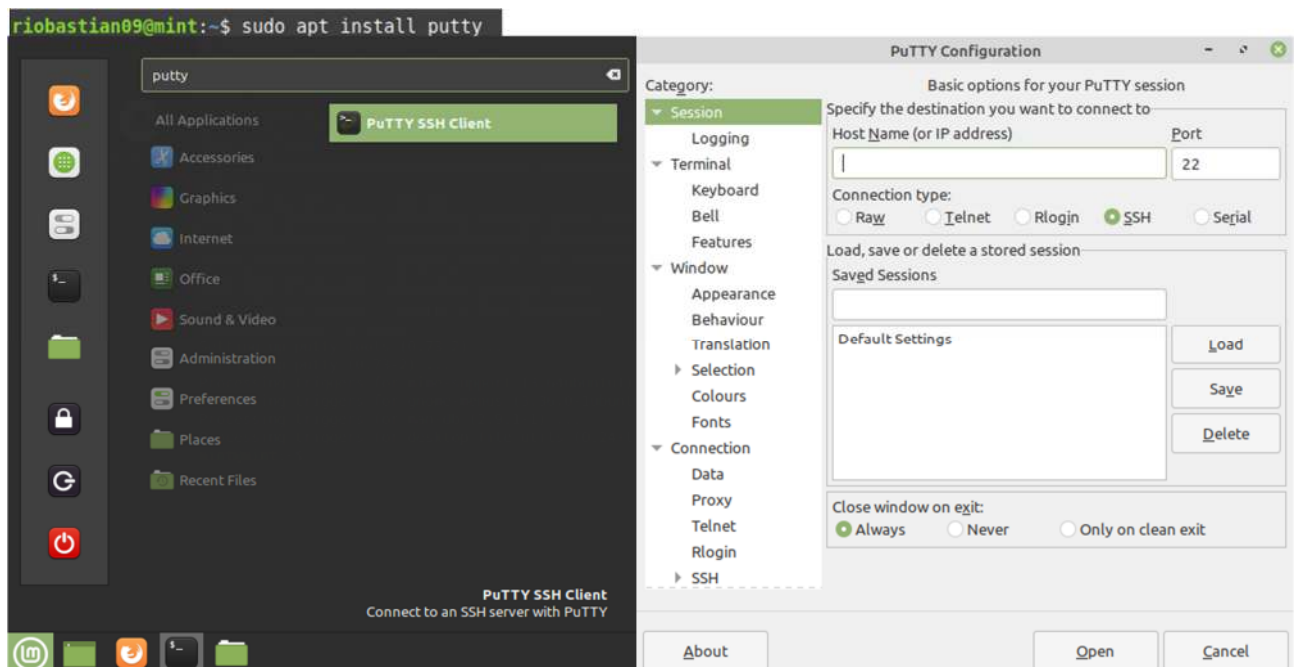 riobastian09@mint:~$ sudo apt install putty
putty
All Applications
PuTTY SSH Client
Accessories
Graphics
Internet
Office
Sound & Video
Administration
Preferences
Places
Recent Files
PuTTY SSH Client
Connect to an SSH server with PuTTY
PuTTY Configuration
Category:
Session
Logging
Terminal
Keyboard
Bell
Features
Window
Appearance
Behaviour
Translation
Selection
Colours
Fonts
Connection
Data
Proxy
Telnet
Rlogin
SSH
Basic options for your PuTTY session
Specify the destination you want to connect to
Host Name (or IP address) Port
22
Connection type:
Raw Telnet Rlogin SSH Serial
Load, save or delete a stored session
Saved Sessions
Default Settings
Load
Save
Delete
Close window on exit:
Always Never Only on clean exit
About Open Cancel